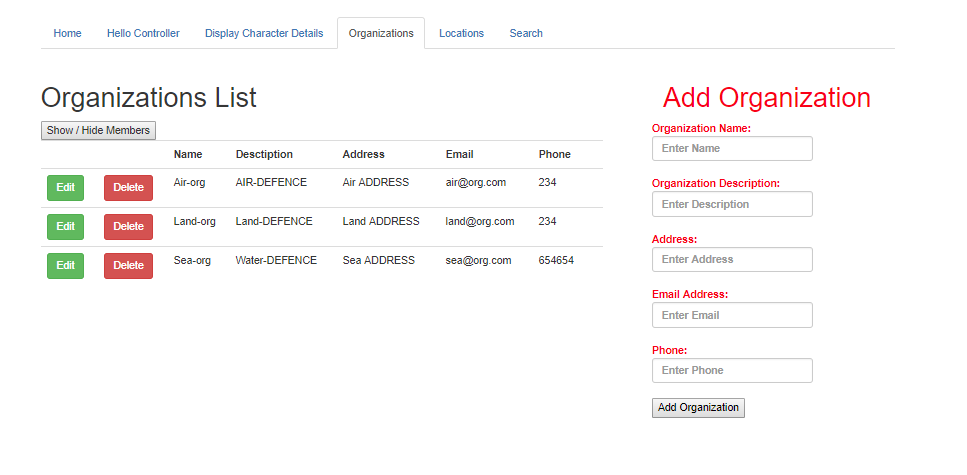 Home Hello Controller Display Character Details Organizations Locations Search
Organizations List
Show / Hide Members
Name Desctiption Address Email Phone
Edit Delete Air-org AIR-DEFENCE Air ADDRESS air@org.com 234
Edit Delete Land-org Land-DEFENCE Land ADDRESS land@org.com 234
Edit Delete Sea-org Water-DEFENCE Sea ADDRESS sea@org.com 654654
Add Organization
Organization Name:
Enter Name
Organization Description:
Enter Description
Address:
Enter Address
Email Address:
Enter Email
Phone:
Enter Phone
Add Organization